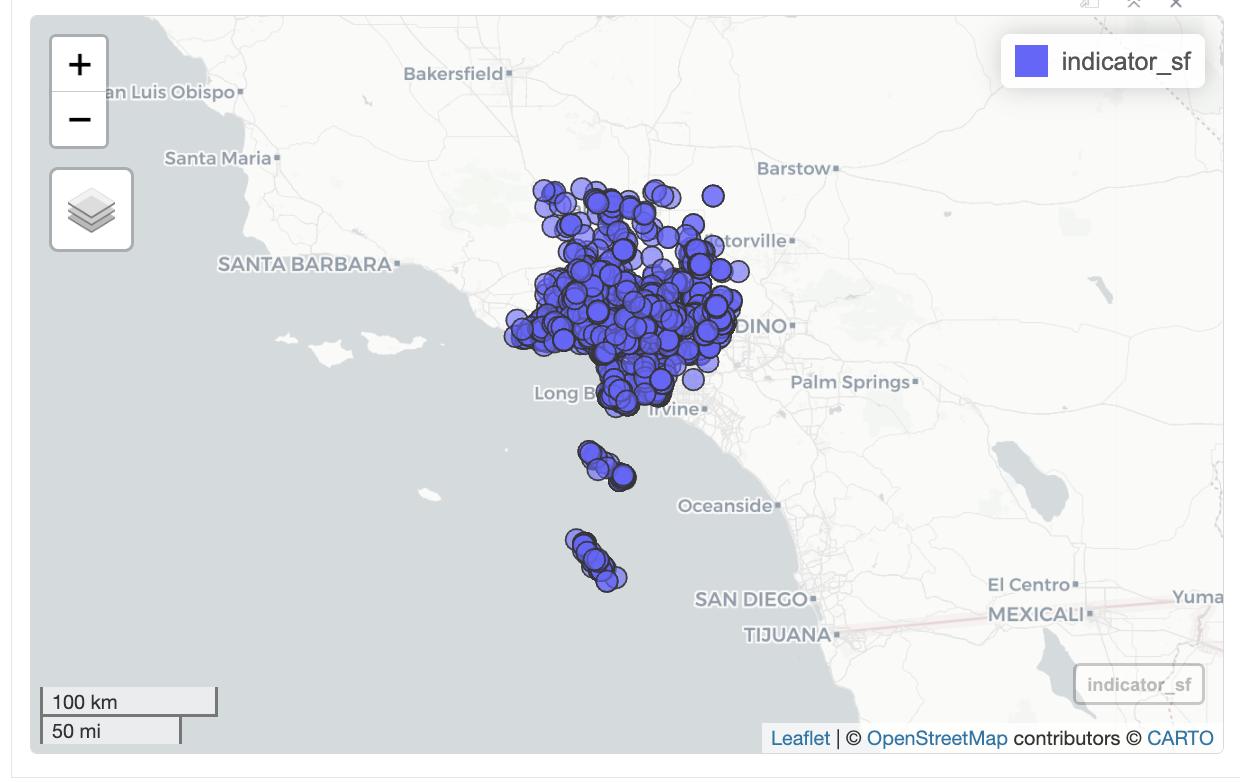 +
indicator_sf
Bakersfield
an Luis Obispo
−
Santa Maria
Barstow
ctorville
SANTA BARBARA
DINO
Palm Springs
Long B
Irvine
Oceanside
El Centro
SAN DIEGO
Yuma
MEXICALI
TIJUANA
indicator_sf
100 km
50 mi
Leaflet | © OpenStreetMap contributors © CARTO